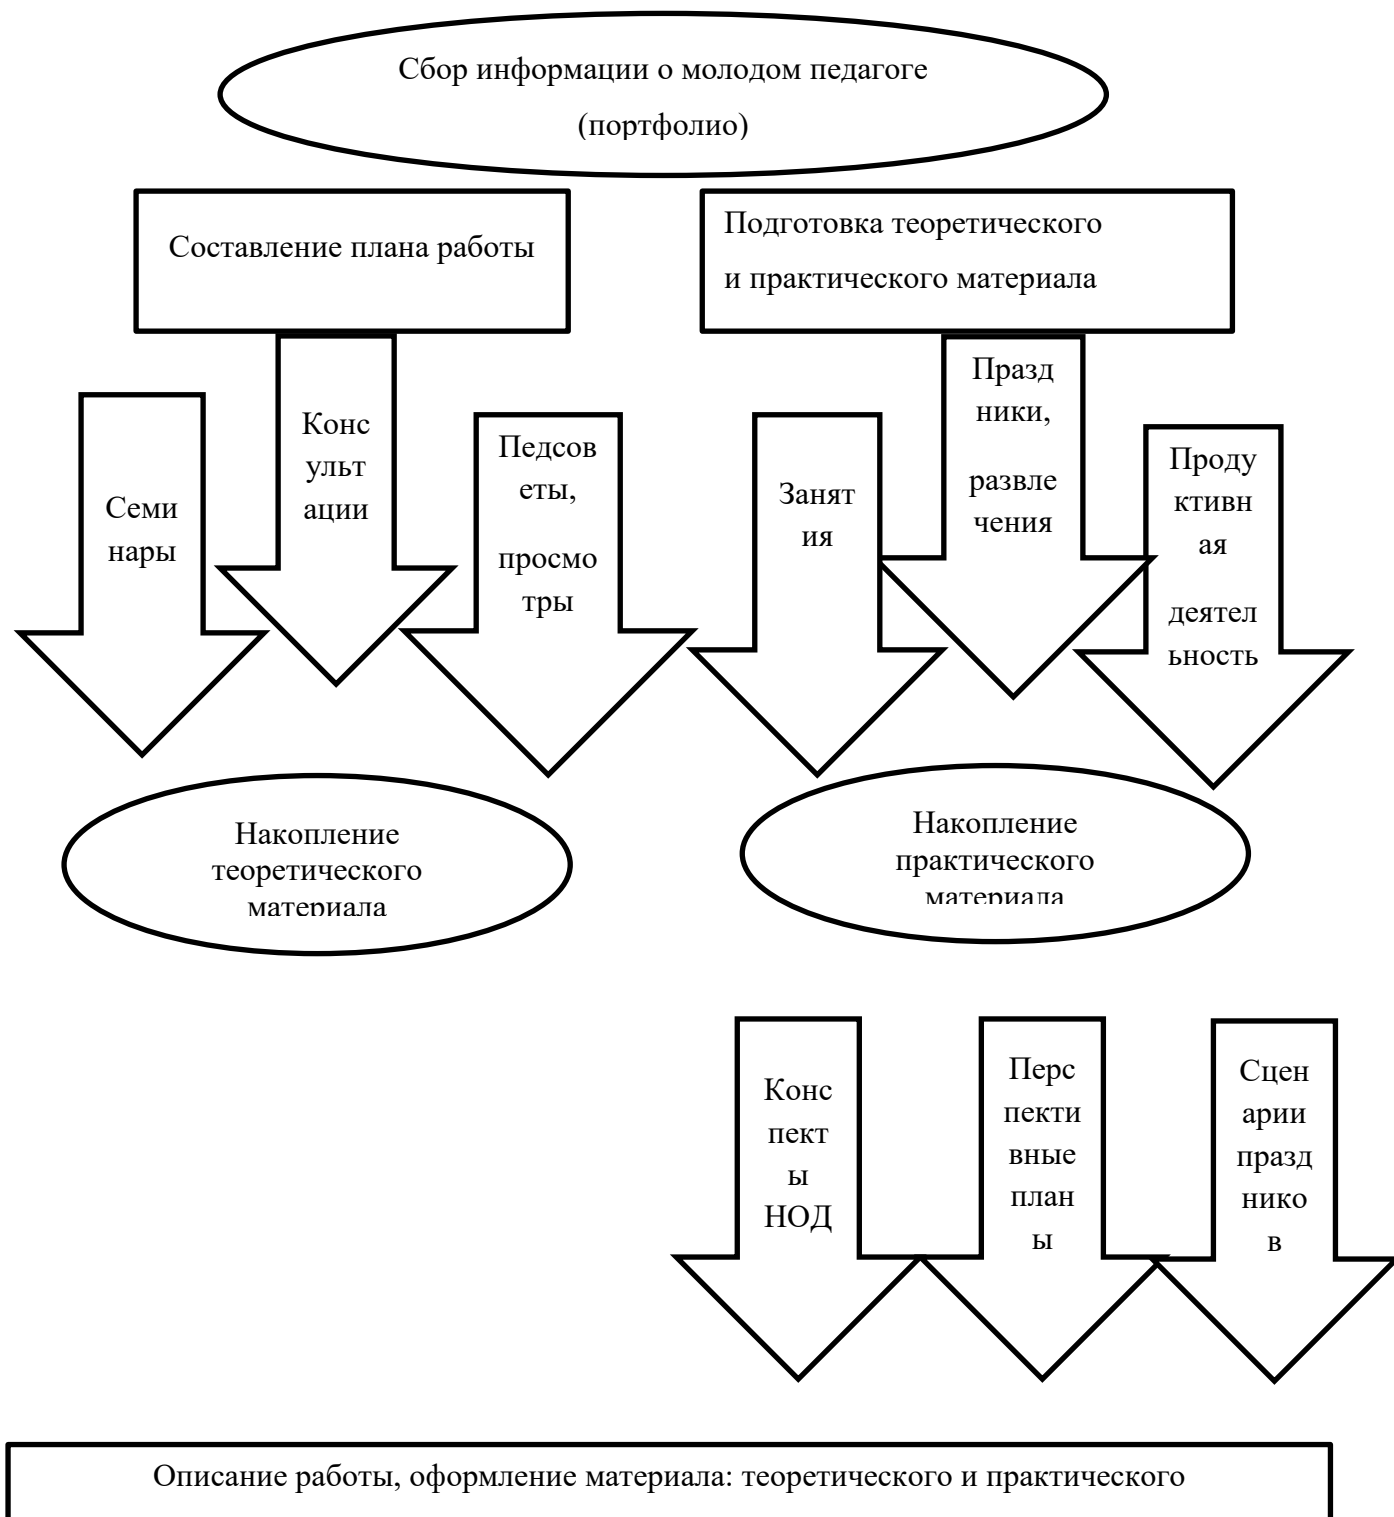 Сбор информации о молодом педагоге
(портфолио)
Составление плана работы
Подготовка теоретического
и практического материала
Семи
нары
Конс
ульт
ации
Педсов
еты,
просмо
тры
Занят
ия
Празд
ники,
развле
чения
Проду
ктивн
ая
деятел
ьность
Накопление
теоретического
материала
Накопление
практического
материала
Конс
пект
ы
НОД
Перс
пекти
вные
план
ы
Сцен
арии
празд
нико
в
Описание работы, оформление материала: теоретического и практического